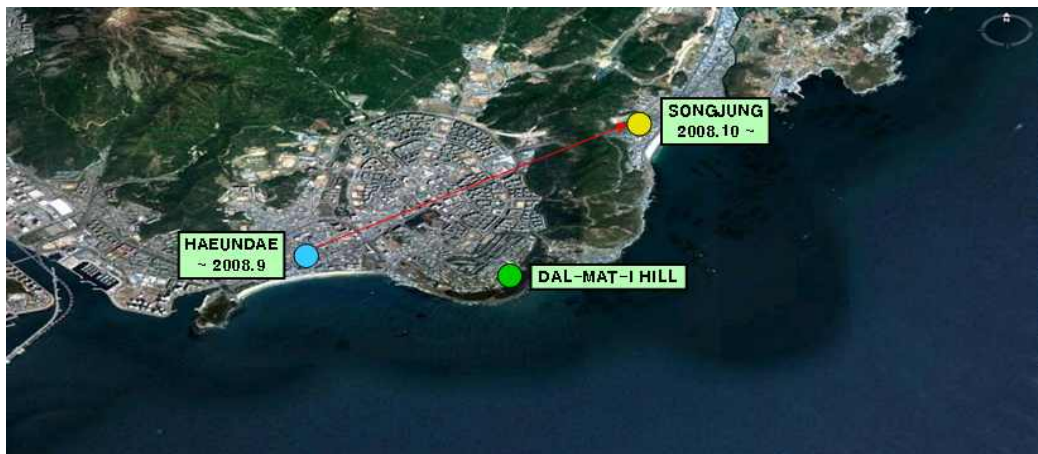 SONGJUNG
2008.10 ~
HAEUNDAE
~ 2008.9
DAL-MAT-I HILL